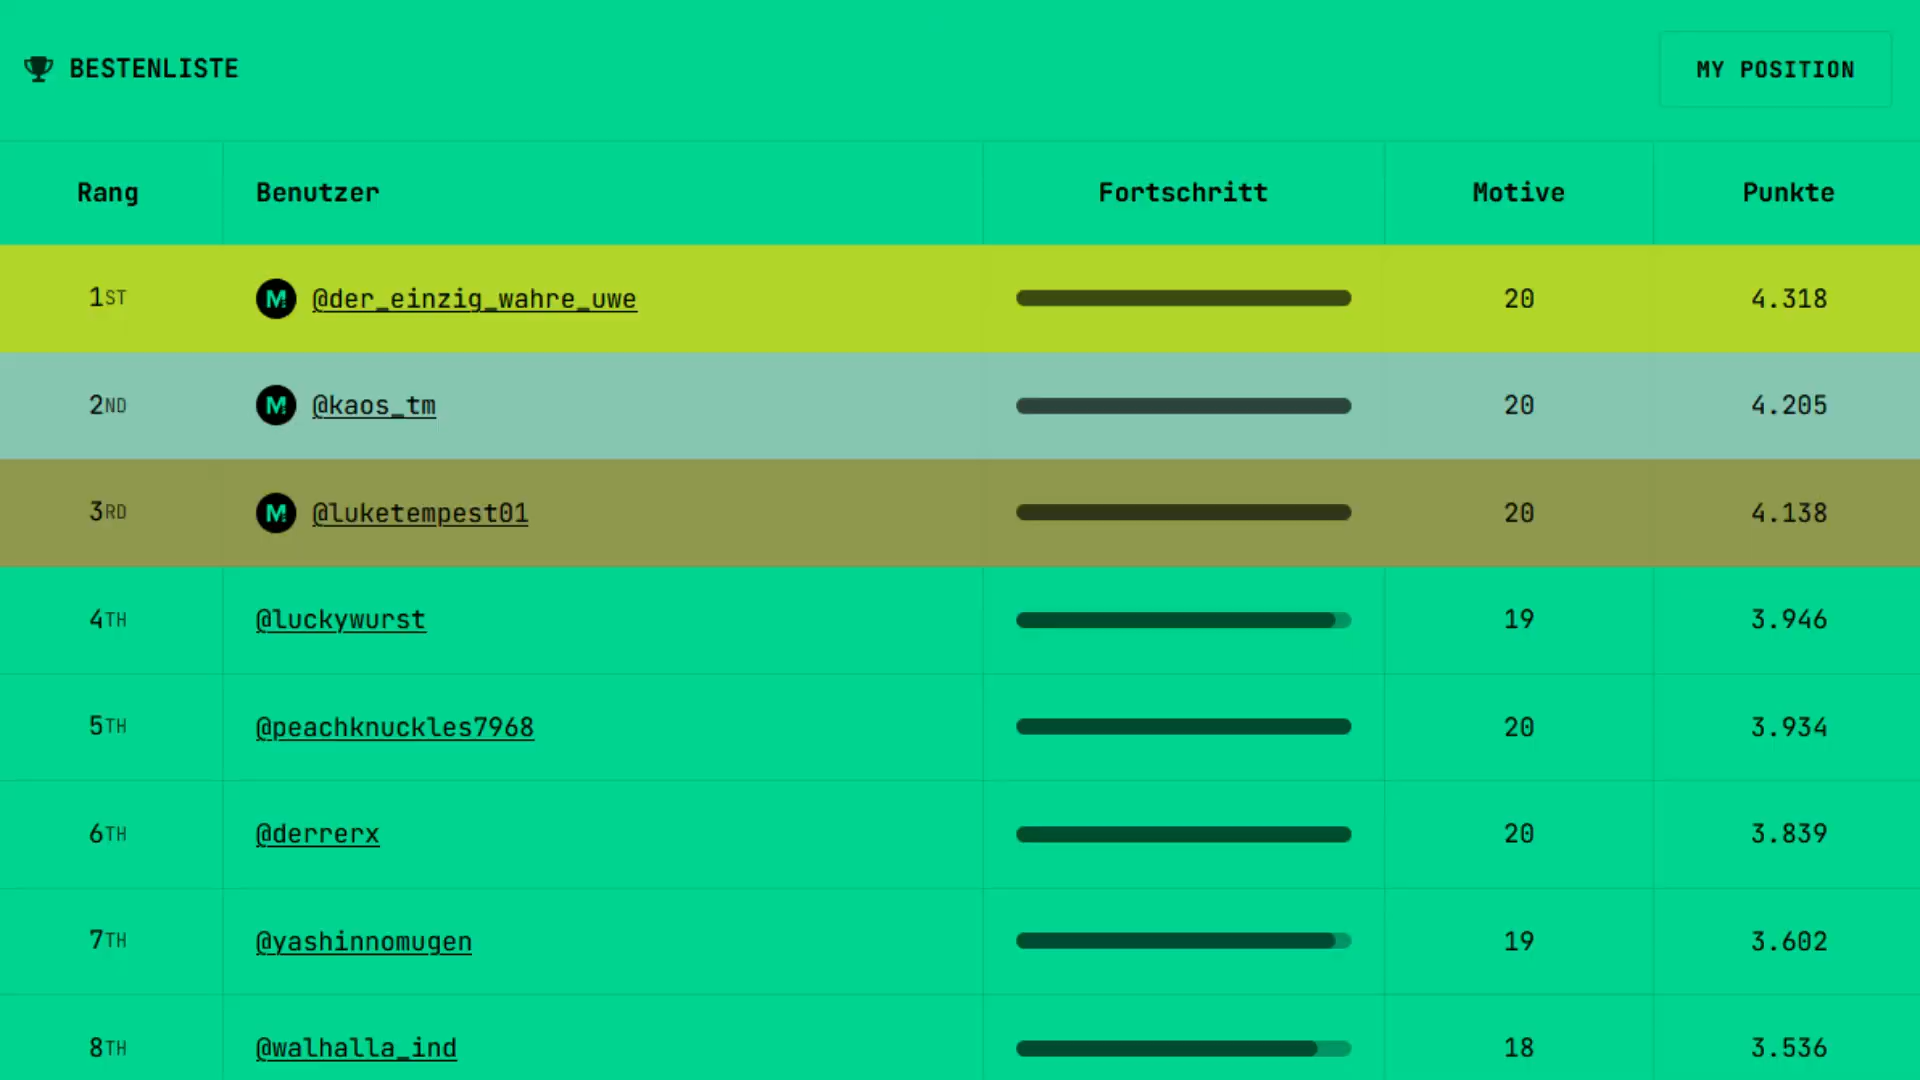 BESTENLISTE
MY POSITION
Rang Benutzer Fortschritt Motive Punkte
1ST M @der_einzig_wahre_uwe 20 4.318
2ND M @kaos_tm 20 4.205
3RD M @luketempest01 20 4.138
4TH @luckywurst 19 3.946
5TH @peachknuckles7968 20 3.934
6TH @derrerx 20 3.839
7TH @yashinnomugen 19 3.602
8TH @walhalla_ind 18 3.536